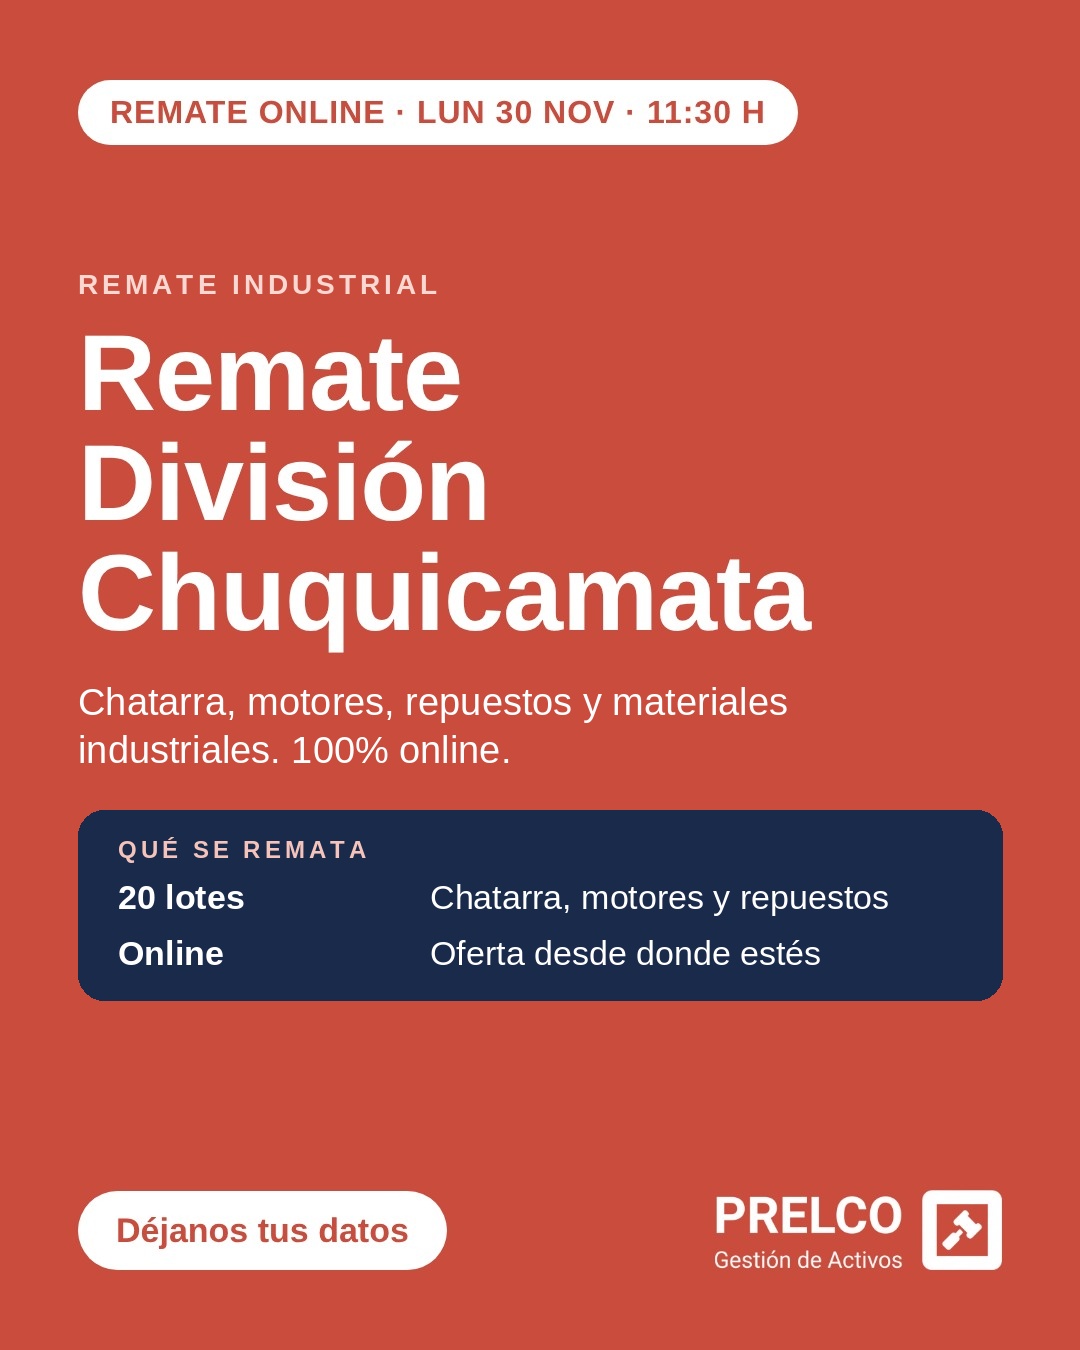 REMATE ONLINE · LUN 30 NOV · 11:30 H
REMATE INDUSTRIAL
Remate
División
Chuquicamata
Chatarra, motores, repuestos y materiales
industriales. 100% online.
QUÉ SE REMATA
20 lotes Chatarra, motores y repuestos
Online Oferta desde donde estés
Déjanos tus datos
PRELCO
Gestión de Activos